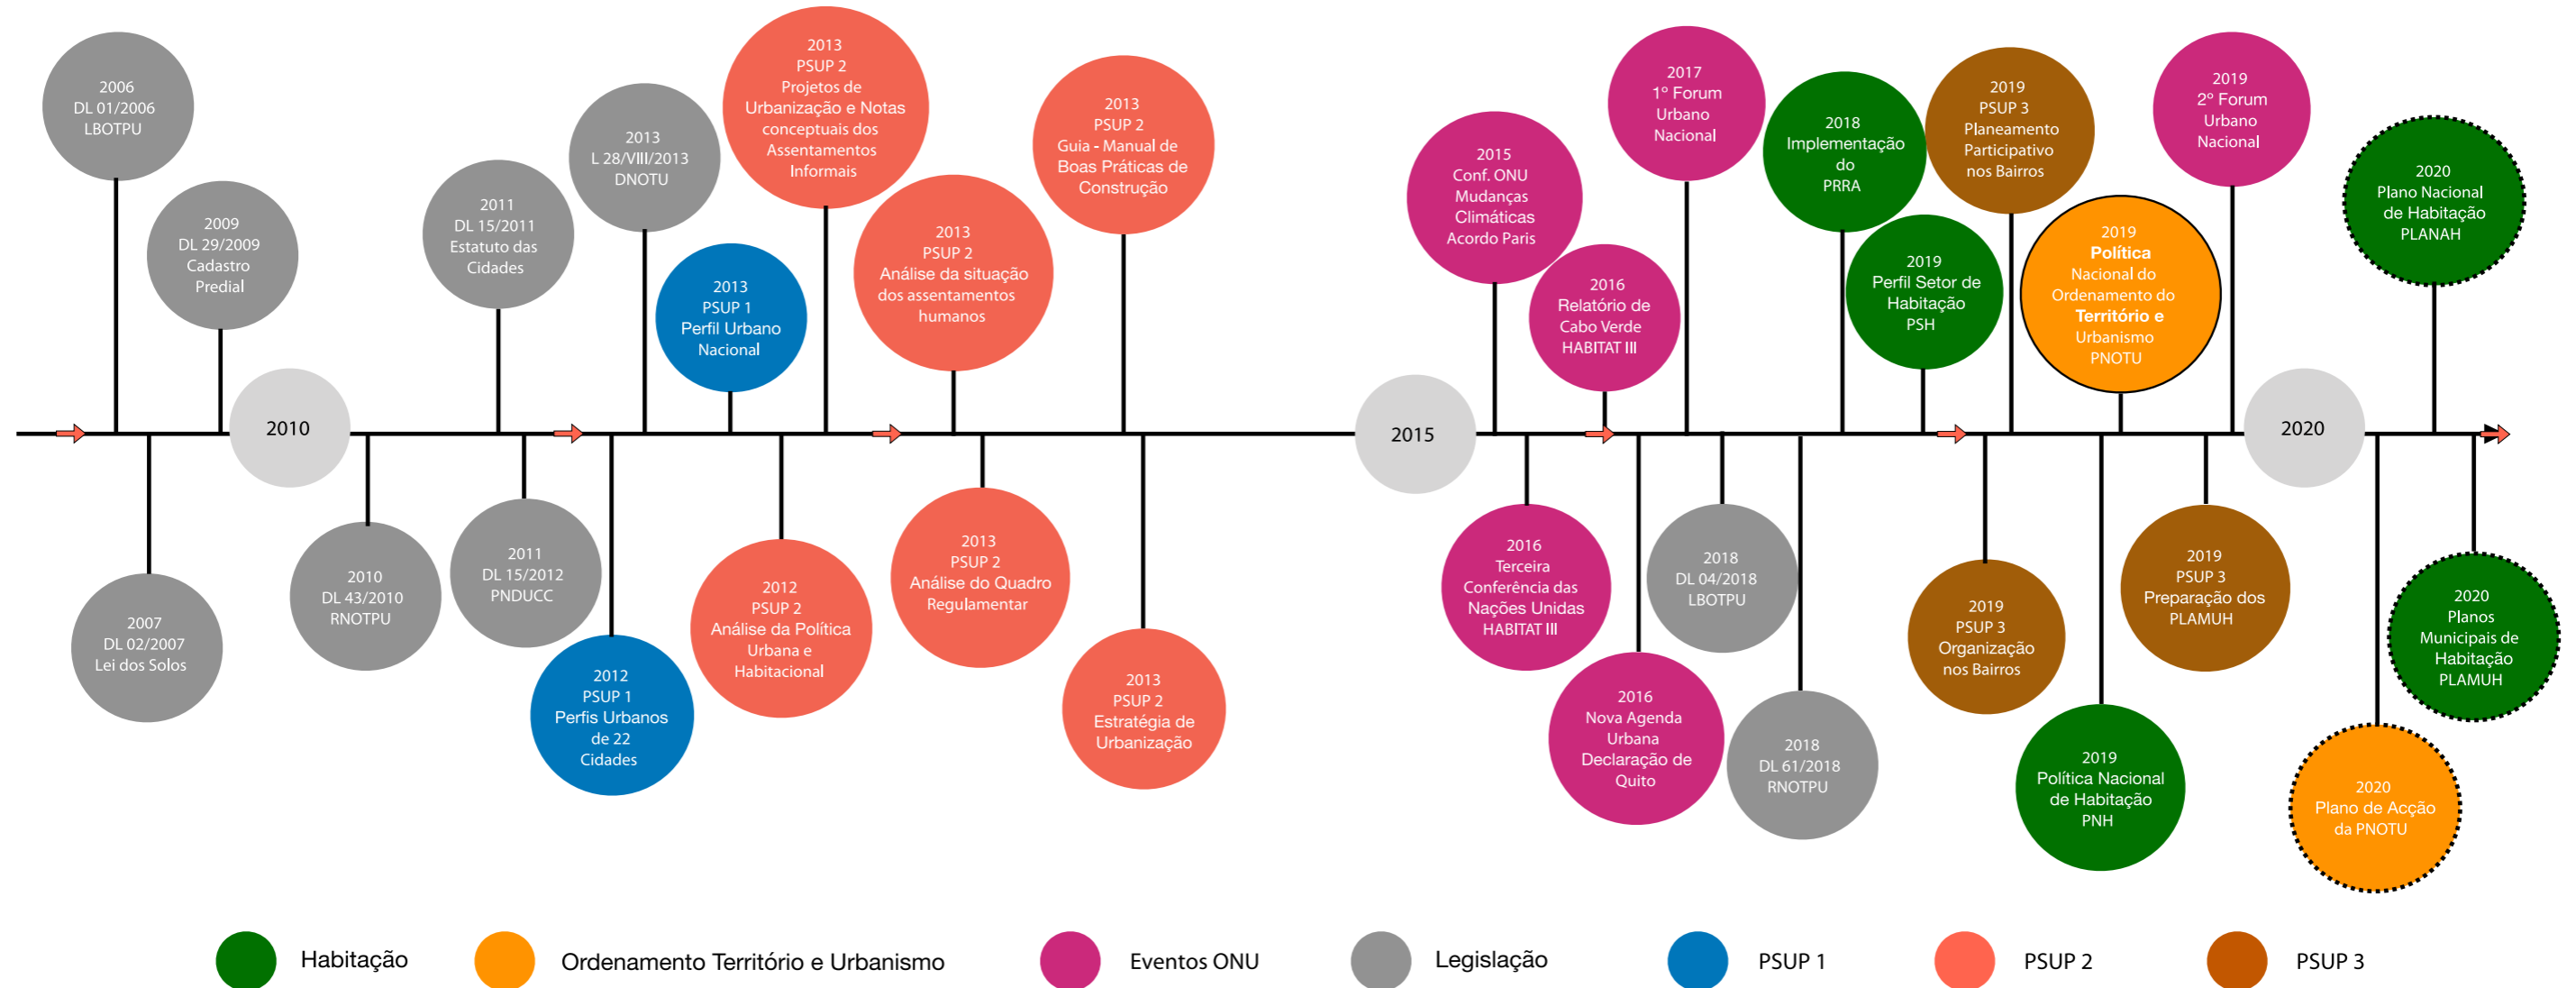 2006
DL 01/2006
LBOTPU
2009
DL 29/2009
Cadastro
Predial
2007
DL 02/2007
Lei dos Solos
2010
2010
DL 43/2010
RNOTPU
2011
DL 15/2011
Estatuto das
Cidades
2011
DL 15/2012
PNDUCC
2013
L 28/VIII/2013
DNOTU
2012
PSUP 1
Perfis Urbanos
de 22
Cidades
2013
PSUP 1
Perfil Urbano
Nacional
2013
PSUP 2
Projetos de
Urbanização e Notas
conceptuais dos
Assentamentos
Informais
2012
PSUP 2
Análise da Política
Urbana e
Habitacional
2013
PSUP 2
Análise da situação
dos assentamentos
humanos
2013
PSUP 2
Análise do Quadro
Regulamentar
2013
PSUP 2
Guia - Manual de
Boas Práticas de
Construção
2013
PSUP 2
Estratégia de
Urbanização
2015
2015
Conf. ONU
Mudanças
Climáticas
Acordo Paris
2016
Terceira
Conferência das
Nações Unidas
HABITAT III
2016
Relatório de
Cabo Verde
HABITAT III
2016
Nova Agenda
Urbana
Declaração de
Quito
2017
1º Forum
Urbano
Nacional
2018
DL 04/2018
LBOTPU
2018
DL 61/2018
RNOTPU
2018
Implementação
do
PRRA
2019
Perfil Setor de
Habitação
PSH
2019
PSUP 3
Organização
nos Bairros
2019
PSUP 3
Planeamento
Participativo
nos Bairros
2019
Política Nacional
de Habitação
PNH
2019
Política
Nacional do
Ordenamento do
Território e
Urbanismo
PNOTU
2019
PSUP 3
Preparação dos
PLAMUH
2019
2º Forum
Urbano
Nacional
2020
2020
Plano de Acção
da PNOTU
2020
Plano Nacional
de Habitação
PLANAH
2020
Planos
Municipais de
Habitação
PLAMUH
Habitação
Ordenamento Território e Urbanismo
Eventos ONU
Legislação
PSUP 1
PSUP 2
PSUP 3